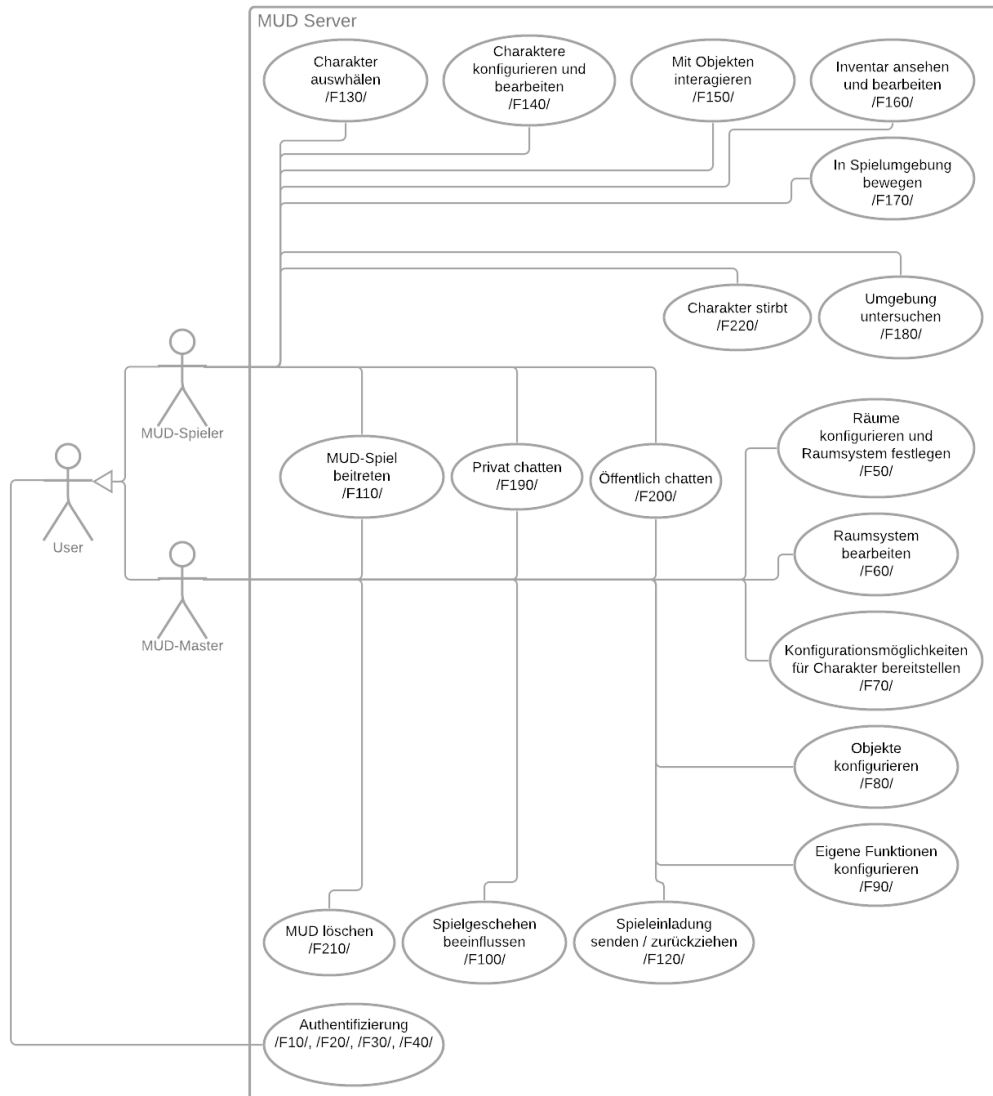 MUD Server
Charakter
auswhälen
/F130/
Charaktere
konfigurieren und
bearbeiten
/F140/
Mit Objekten
interagieren
/F150/
Inventar ansehen
und bearbeiten
/F160/
In Spielumgebung
bewegen
/F170/
Charakter stirbt
/F220/
Umgebung
untersuchen
/F180/
MUD-Spieler
User
MUD-Master
MUD-Spiel
beitreten
/F110/
Privat chatten
/F190/
Öffentlich chatten
/F200/
Räume
konfigurieren und
Raumsystem festlegen
/F50/
Raumsystem
bearbeiten
/F60/
Konfigurationsmöglichkeiten
für Charakter bereitstellen
/F70/
Objekte
konfigurieren
/F80/
Eigene Funktionen
konfigurieren
/F90/
MUD löschen
/F210/
Spielgeschehen
beeinflussen
/F100/
Spieleinladung
senden / zurückziehen
/F120/
Authentifizierung
/F10/, /F20/, /F30/, /F40/